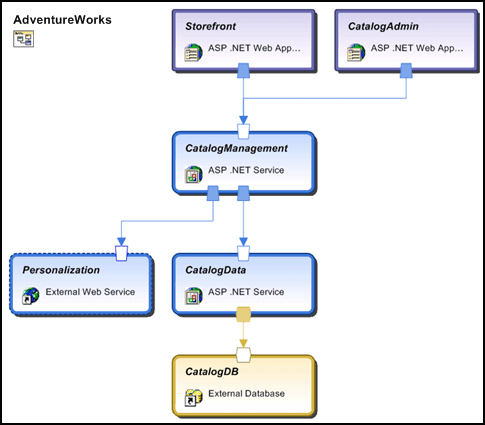 AdventureWorks
Storefront
ASP .NET Web App...
CatalogAdmin
ASP .NET Web App...
CatalogManagement
ASP .NET Service
Personalization
External Web Service
CatalogData
ASP .NET Service
CatalogDB
External Database